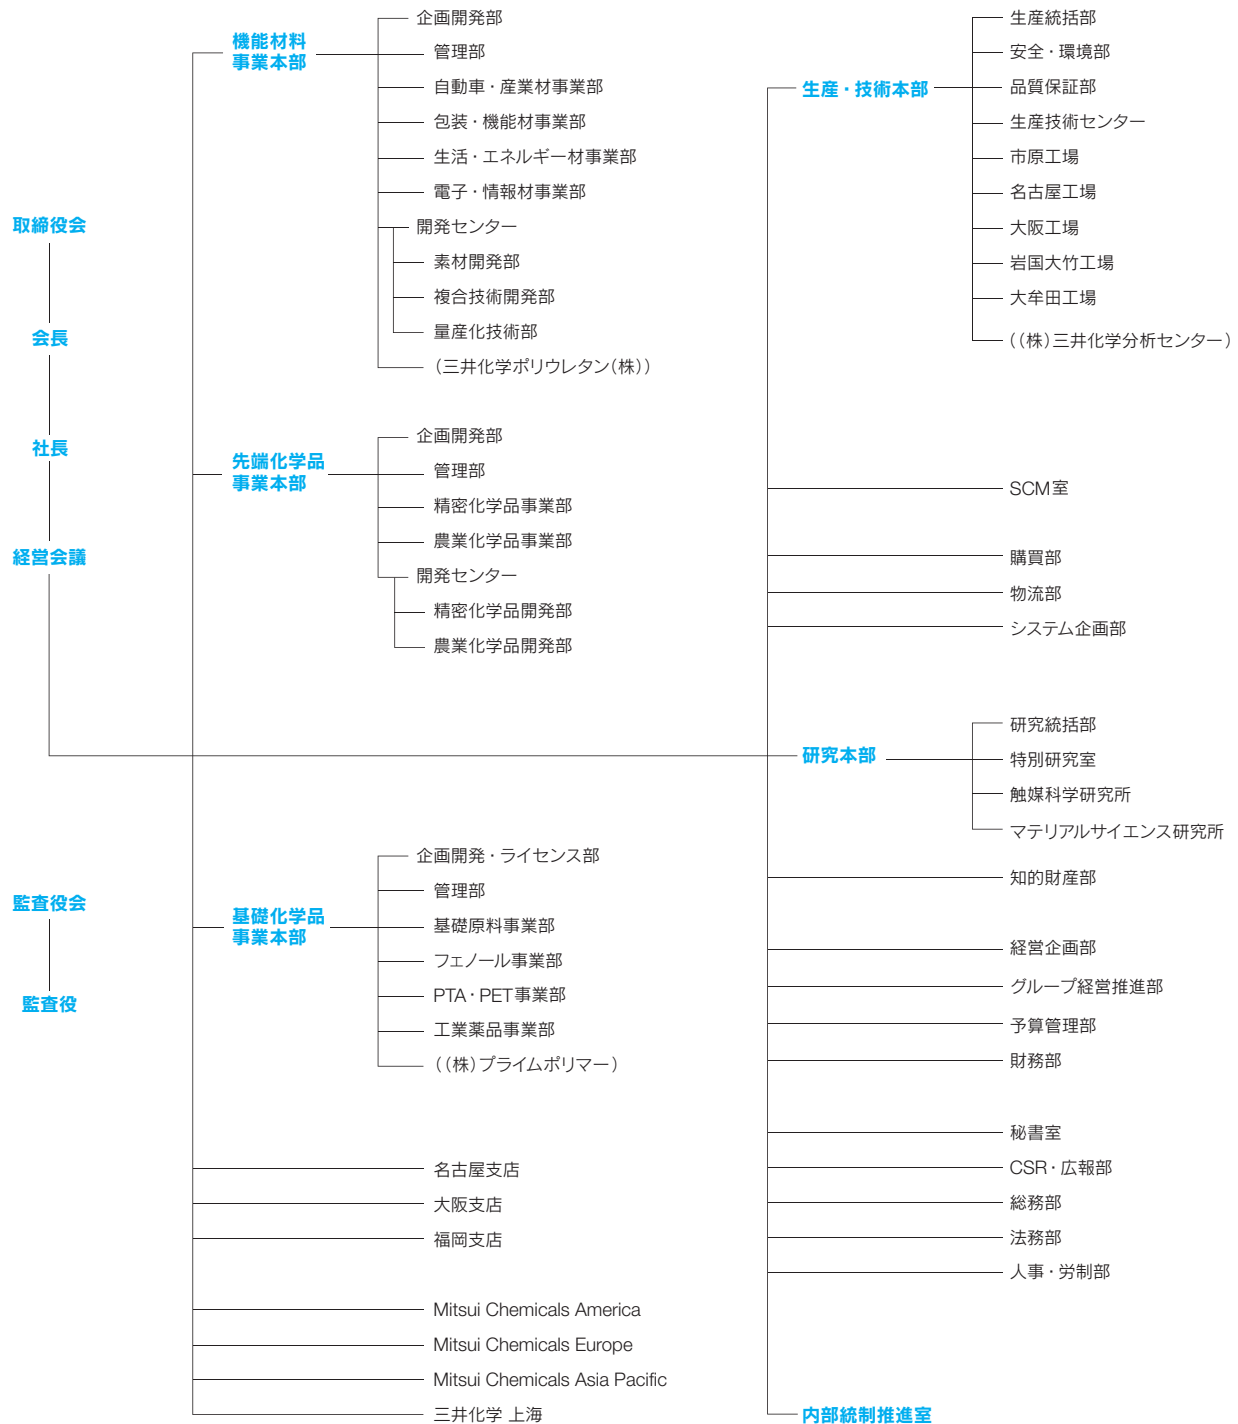 取締役会
会長
社長
経営会議
監査役会
監査役
機能材料
事業本部
企画開発部
管理部
自動車・産業材事業部
包装・機能材事業部
生活・エネルギー材事業部
電子・情報材事業部
開発センター
素材開発部
複合技術開発部
量産化技術部
（三井化学ポリウレタン（株））
先端化学品
事業本部
企画開発部
管理部
精密化学品事業部
農業化学品事業部
開発センター
精密化学品開発部
農業化学品開発部
基礎化学品
事業本部
企画開発・ライセンス部
管理部
基礎原料事業部
フェノール事業部
PTA・PET事業部
工業薬品事業部
（（株）プライムポリマー）
名古屋支店
大阪支店
福岡支店
Mitsui Chemicals America
Mitsui Chemicals Europe
Mitsui Chemicals Asia Pacific
三井化学 上海
生産・技術本部
生産統括部
安全・環境部
品質保証部
生産技術センター
市原工場
名古屋工場
大阪工場
岩国大竹工場
大牟田工場
（（株）三井化学分析センター）
SCM室
購買部
物流部
システム企画部
研究本部
研究統括部
特別研究室
触媒科学研究所
マテリアルサイエンス研究所
知的財産部
経営企画部
グループ経営推進部
予算管理部
財務部
秘書室
CSR・広報部
総務部
法務部
人事・労制部
内部統制推進室